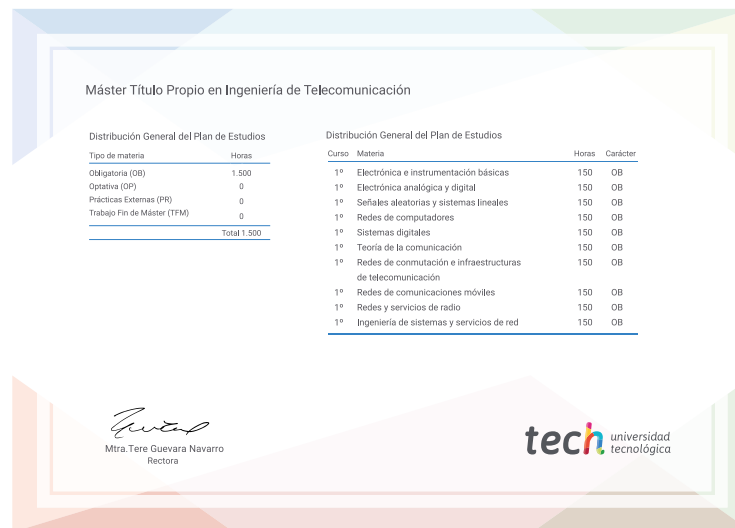 Máster Título Propio en Ingeniería de Telecomunicación
Distribución General del Plan de Estudios
Tipo de materia Horas
Obligatoria (OB) 1.500
Optativa (OP) 0
Prácticas Externas (PR) 0
Trabajo Fin de Máster (TFM) 0
Total 1.500
Distribución General del Plan de Estudios
Curso Materia Horas Carácter
1º Electrónica e instrumentación básicas 150 OB
1º Electrónica analógica y digital 150 OB
1º Señales aleatorias y sistemas lineales 150 OB
1º Redes de computadores 150 OB
1º Sistemas digitales 150 OB
1º Teoría de la comunicación 150 OB
1º Redes de conmutación e infraestructuras 150 OB
de telecomunicación
1º Redes de comunicaciones móviles 150 OB
1º Redes y servicios de radio 150 OB
1º Ingeniería de sistemas y servicios de red 150 OB
Mtra.Tere Guevara Navarro
Rectora
tech universidad
tecnológica